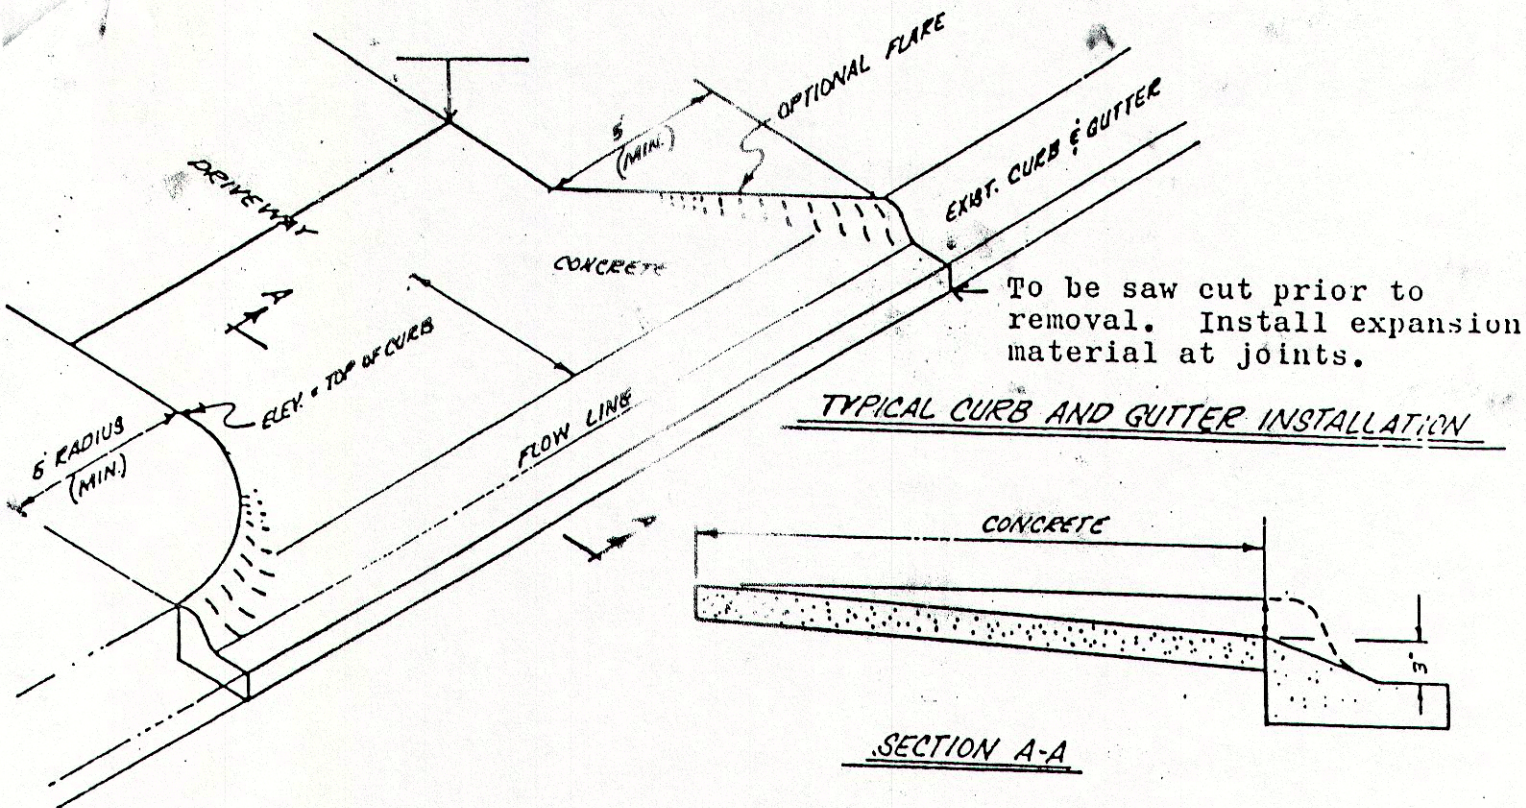 OPTIONAL FLARE
5'
(MIN.)
EXIST. CURB & GUTTER
DRIVEWAY
CONCRETE
A
ELEV. = TOP OF CURB
To be saw cut prior to
removal. Install expansion
material at joints.
TYPICAL CURB AND GUTTER INSTALLATION
FLOW LINE
5' RADIUS
(MIN.)
A
CONCRETE
3"
SECTION A-A